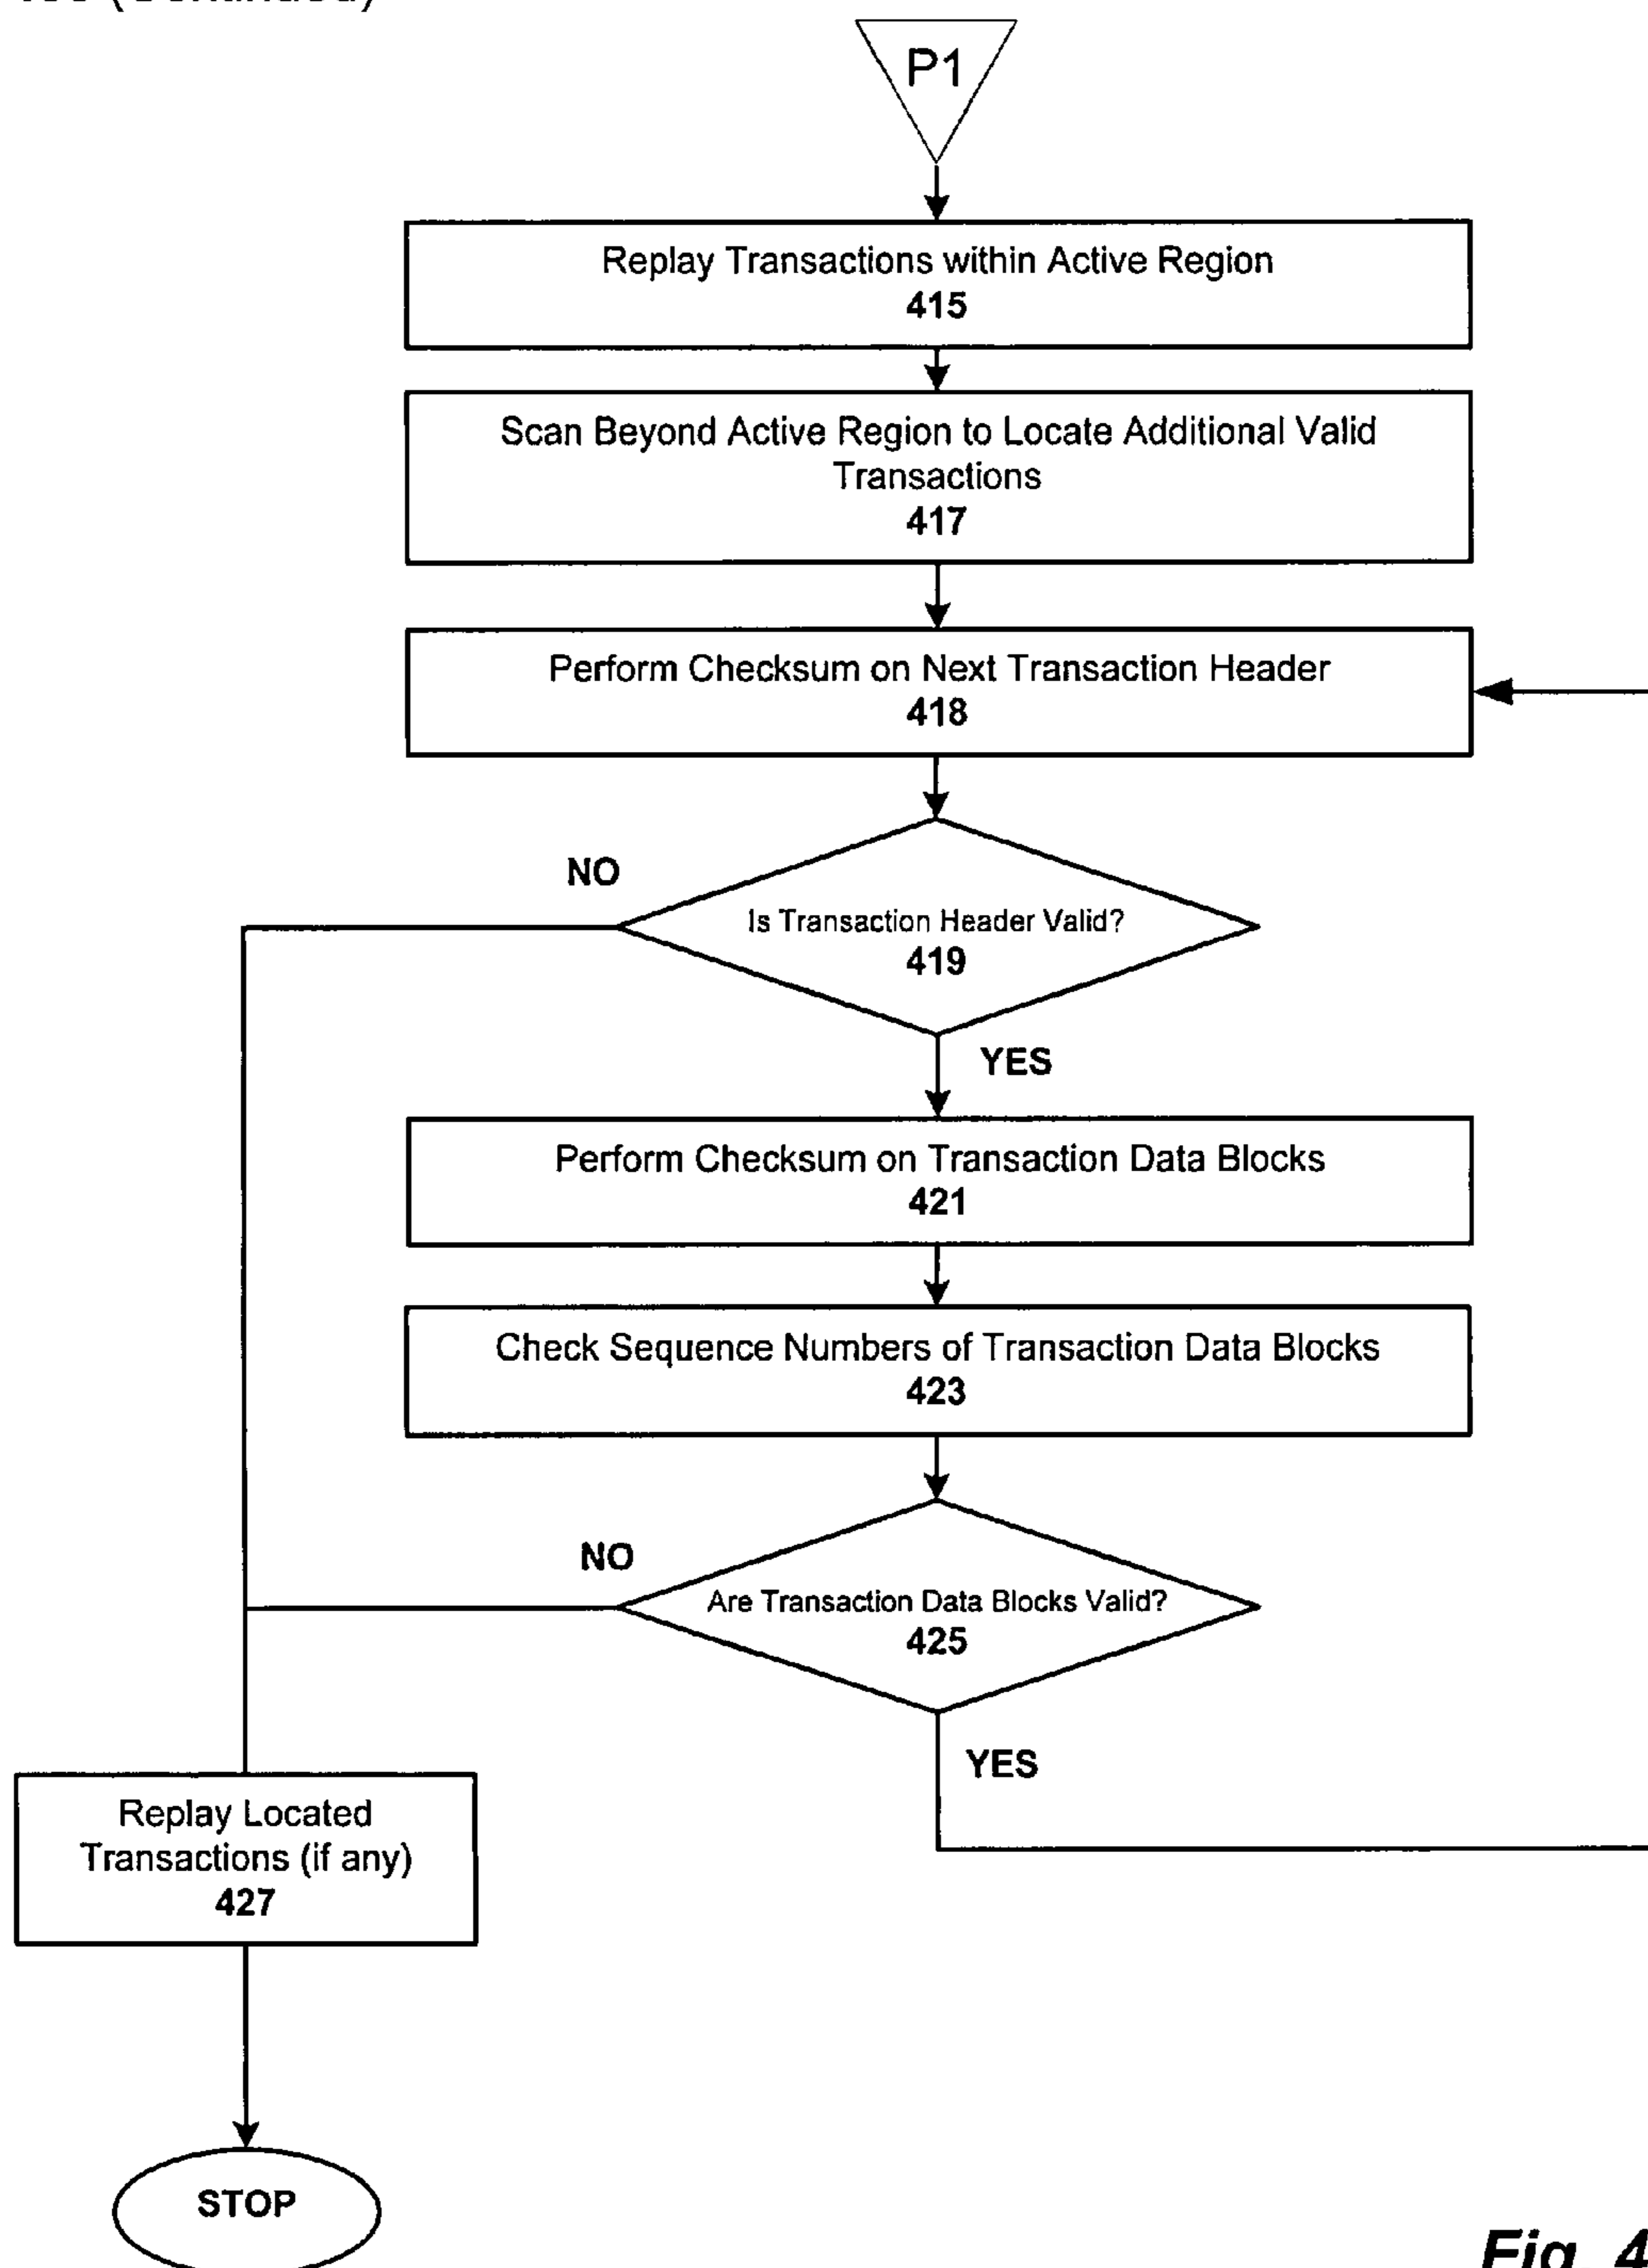 (Continued)
P1
Replay Transactions within Active Region
415
Scan Beyond Active Region to Locate Additional Valid
Transactions
417
Perform Checksum on Next Transaction Header
418
NO
Is Transaction Header Valid?
419
YES
Perform Checksum on Transaction Data Blocks
421
Check Sequence Numbers of Transaction Data Blocks
423
NO
Are Transaction Data Blocks Valid?
425
YES
Replay Located
Transactions (if any)
427
STOP
Fig. 4